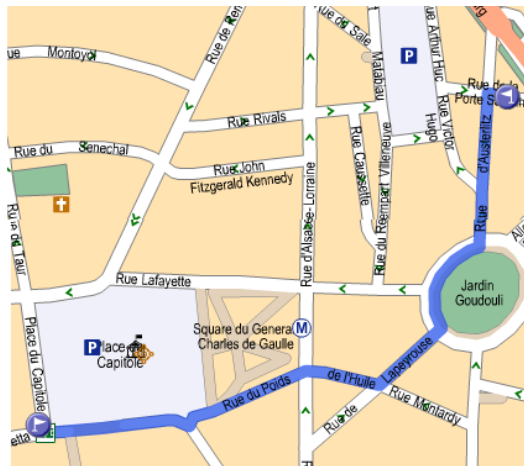 Rue de Sale
Rue
Montoyol
Rue de Ren
Matabiau
P
Rue Arthur Huc
Rue de la
Porte S
Rue Rivals
Hugo
Rue Victor
Rue
d'Austerlitz
Rue du
Senechal
Rue John
Fitzgerald Kennedy
Rue Caussette
Rue du Rempart Villeneuve
Rue d'Alsace-Lorraine
Rue du Taur
Rue Lafayette
Jardin
Goudouli
Place du Capitole
P
Place du
Capitole
Square du General
Charles de Gaulle
M
Rue du Poids
de l'Huile
Rue de
Lapeyrouse
Rue Montardy